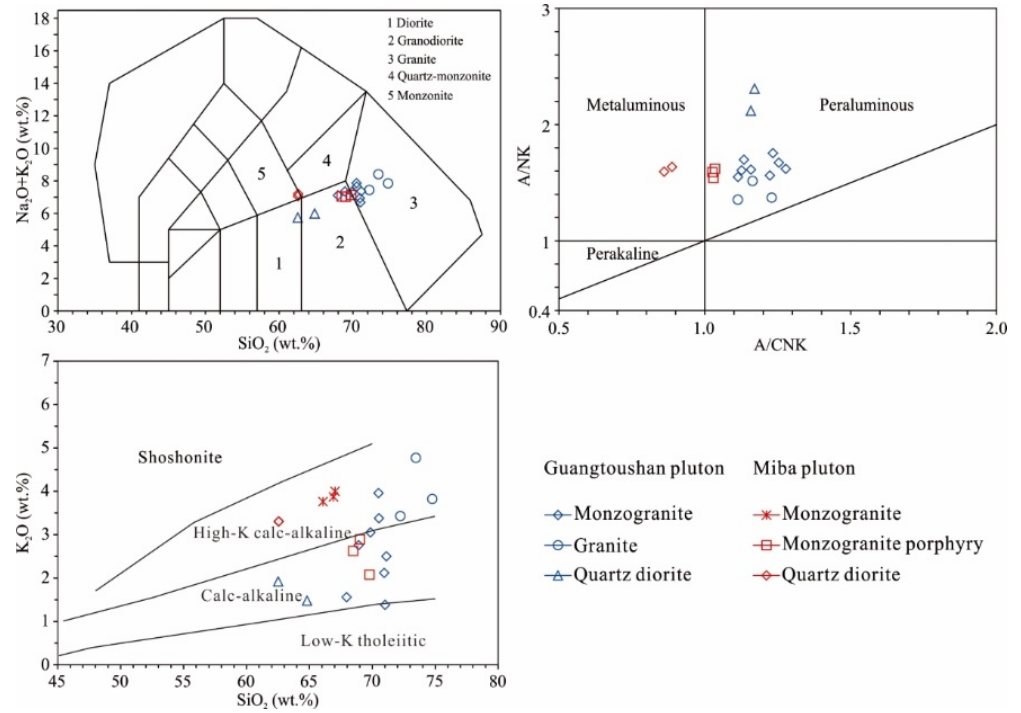 18
16
14
12
10
8
6
4
2
0
Na₂O+K₂O (wt.%)
1 Diorite
2 Granodiorite
3 Granite
4 Quartz-monzonite
5 Monzonite
5
4
3
2
1
30
40
50
60
70
80
90
SiO₂ (wt.%)
3
2
1
0.4
A/NK
Metaluminous
Peraluminous
Perakaline
0.5
1.0
1.5
2.0
A/CNK
7
6
5
4
3
2
1
0
K₂O (wt.%)
Shoshonite
High-K calc-alkaline
Calc-alkaline
Low-K tholeiitic
45
50
55
60
65
70
75
80
SiO₂ (wt.%)
Guangtoushan pluton
Monzogranite
Granite
Quartz diorite
Miba pluton
Monzogranite
Monzogranite porphyry
Quartz diorite